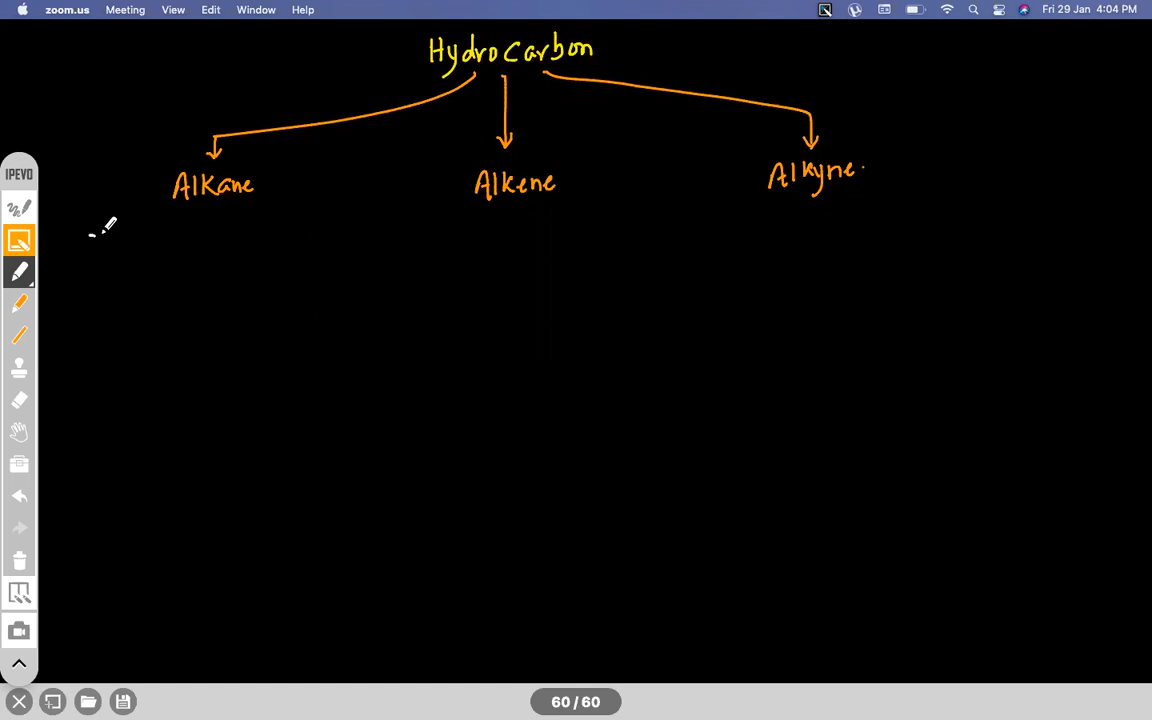 zoom.us Meeting View Edit Window Help Fri 29 Jan 4:04 PM
HydroCarbon
Alkane Alkene Alkyne.
IPEVO
60 / 60